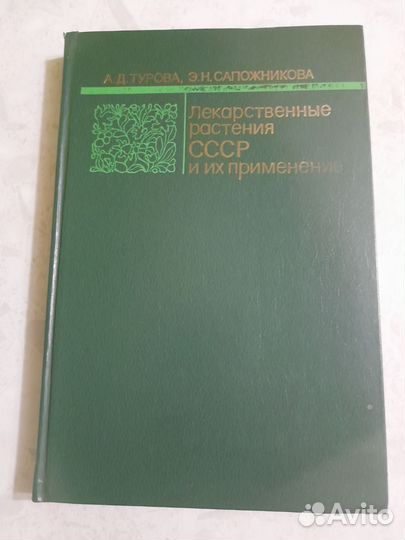 А.Д.ТУРОВА, Э.Н.САПОЖНИКОВА
Лекарственные
растения
СССР
и их применение
Avito